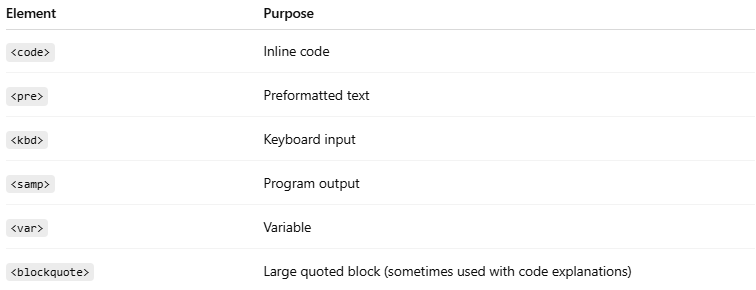 Element Purpose
<code> Inline code
<pre> Preformatted text
<kbd> Keyboard input
<samp> Program output
<var> Variable
<blockquote> Large quoted block (sometimes used with code explanations)